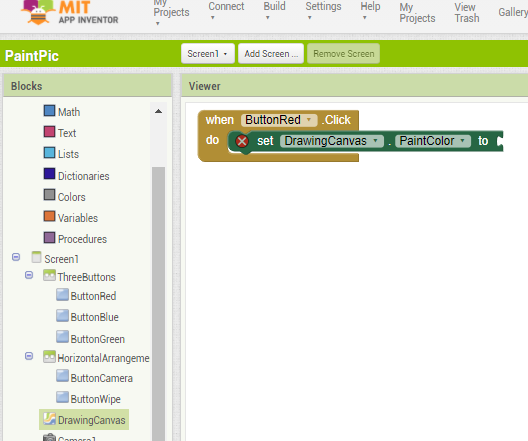 MIT
APP INVENTOR
My
Projects
Connect
Build
Settings
Help
My
Projects
View
Trash
Gallery
PaintPic
Screen1
Add Screen ...
Remove Screen
Blocks
Viewer
Math
Text
Lists
Dictionaries
Colors
Variables
Procedures
Screen1
ThreeButtons
ButtonRed
ButtonBlue
ButtonGreen
HorizontalArrangeme
ButtonCamera
ButtonWipe
DrawingCanvas
Camera1
when ButtonRed .Click
do set DrawingCanvas . PaintColor to